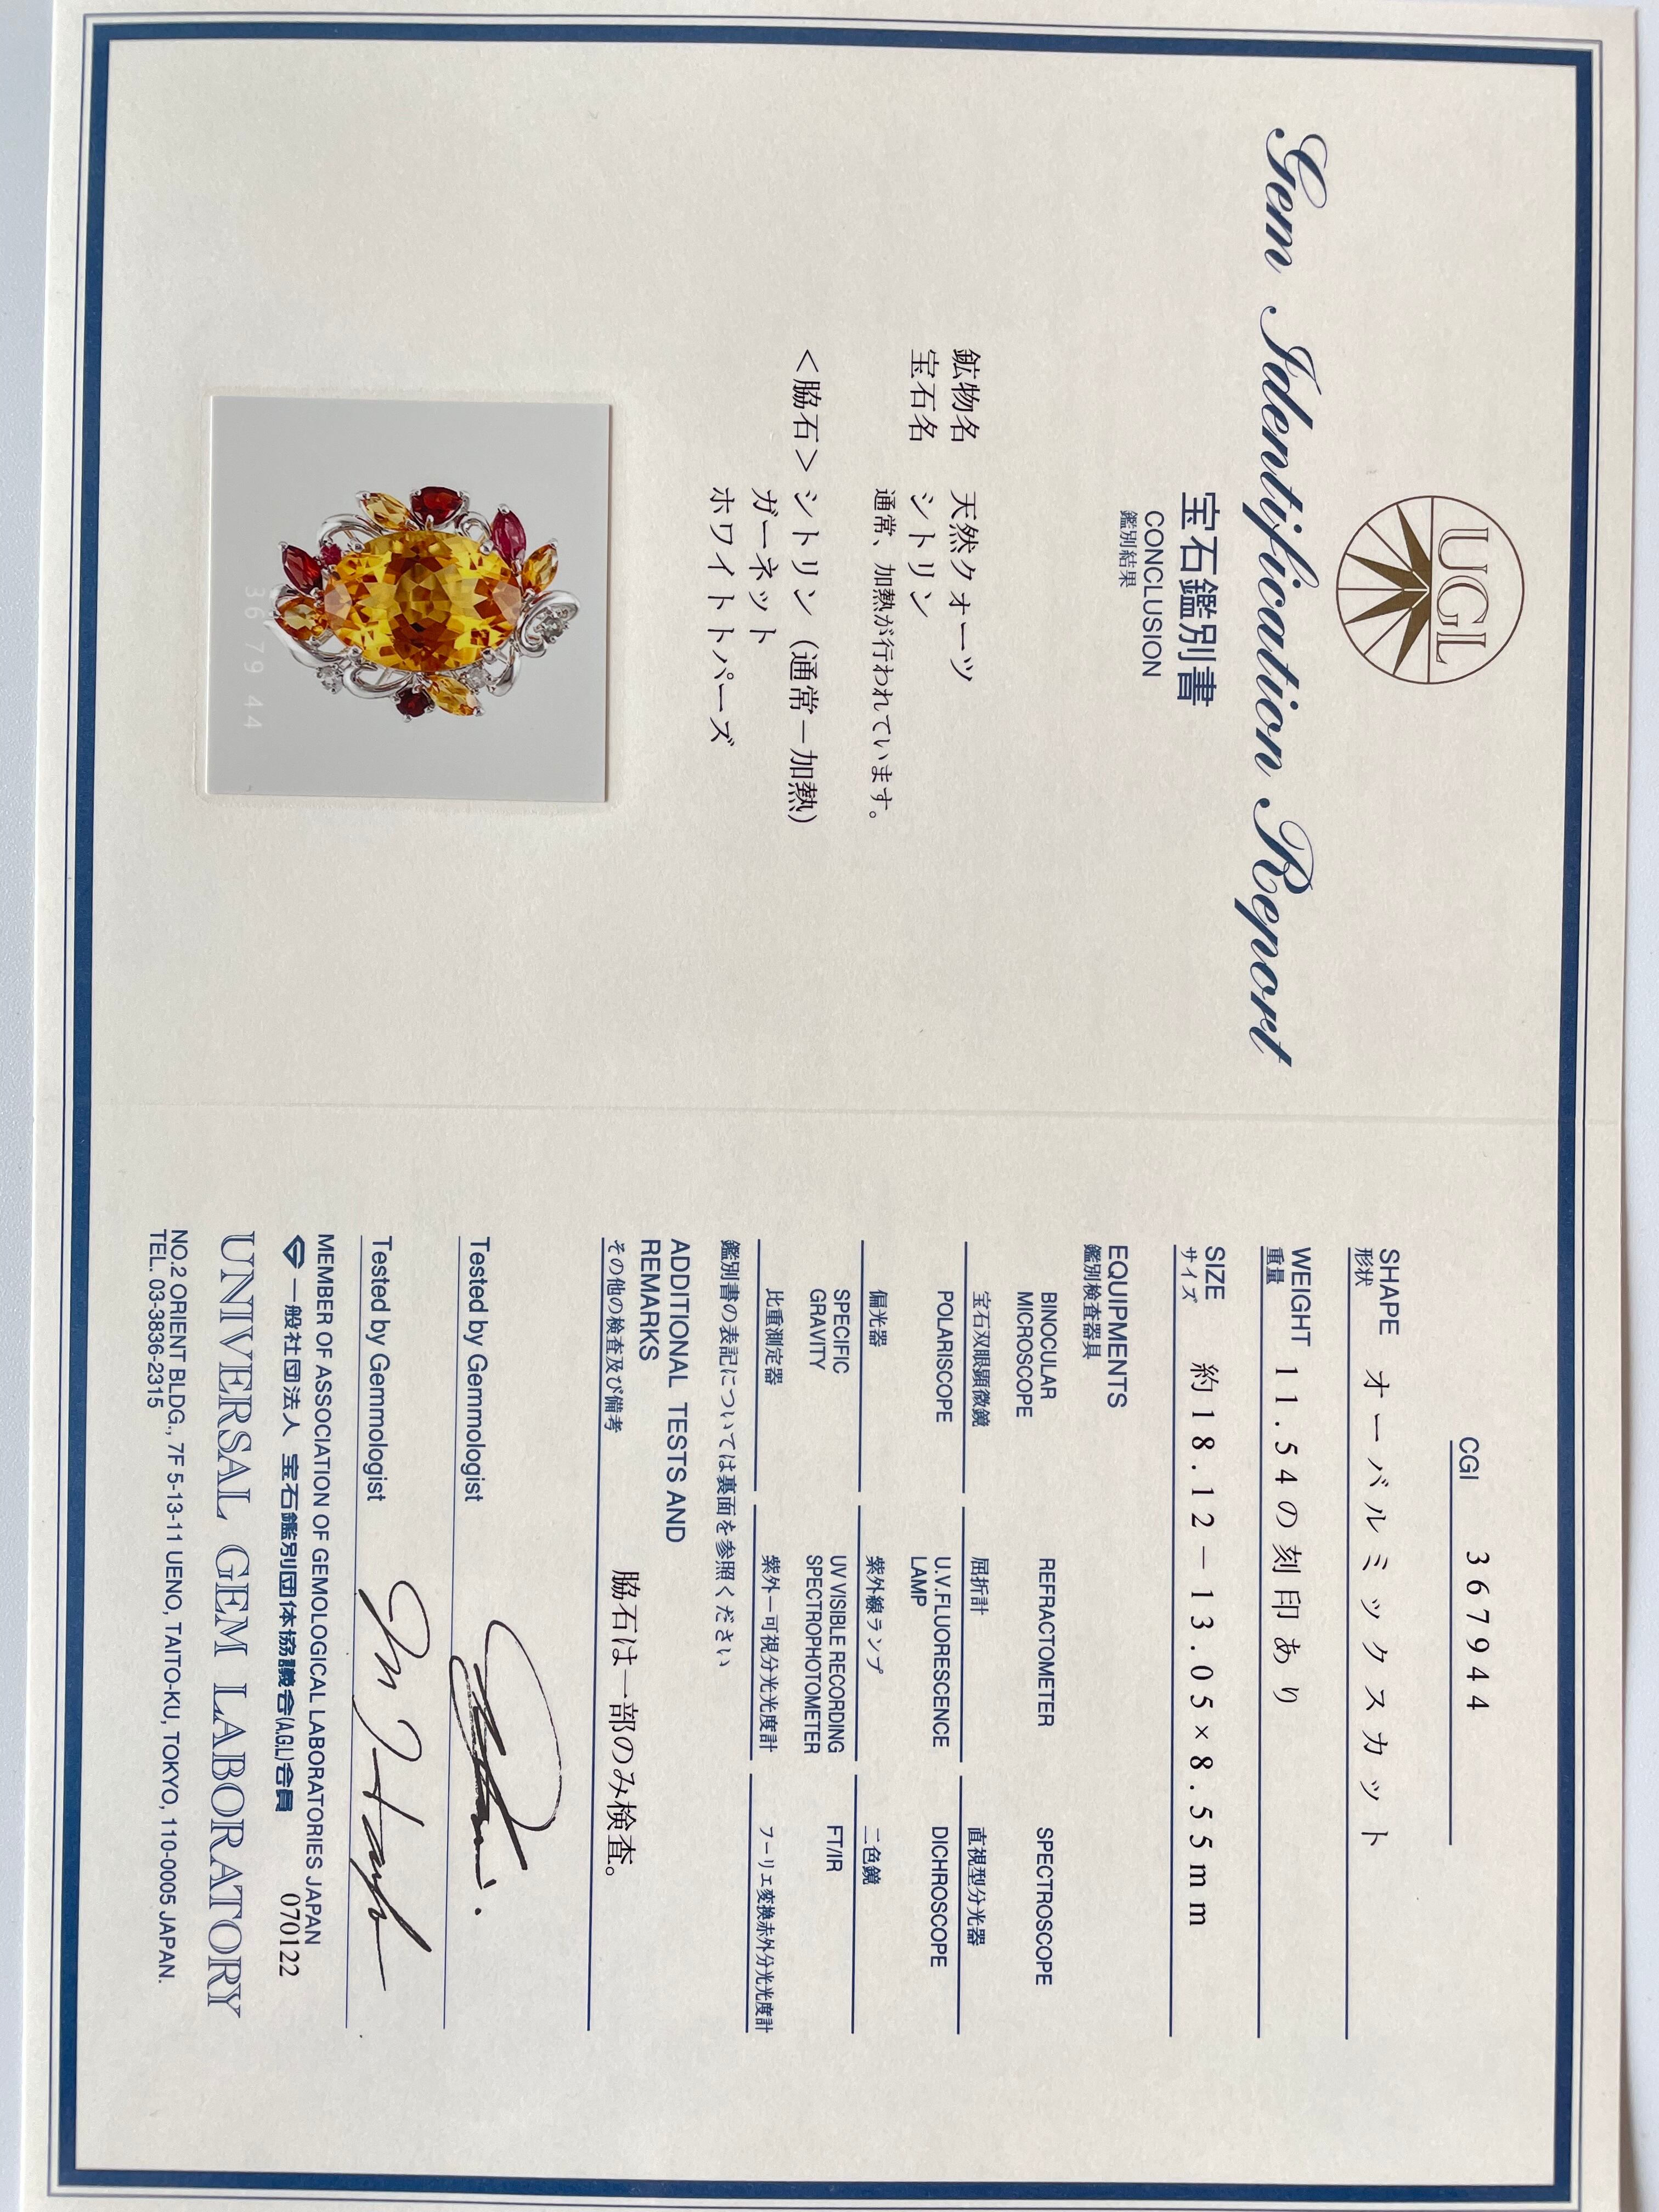 UGL
Gem Identification Report
宝石鑑別書
CONCLUSION
鑑別結果
鉱物名 天然クォーツ
宝石名 シトリン
通常、加熱が行われています。
<脇石>シトリン(通常−加熱)
ガーネット
ホワイトトパーズ
36 79 44
CGI 367944
SHAPE オーバルミックスカット
形状
WEIGHT 11.54の刻印あり
重量
SIZE 約18.12−13.05×8.55mm
サイズ
EQUIPMENTS
鑑別検査器具
BINOCULAR MICROSCOPE
宝石双眼顕微鏡
REFRACTOMETER
屈折計
SPECTROSCOPE
直視型分光器
POLARISCOPE
偏光器
U.V.FLUORESCENCE LAMP
紫外線ランプ
DICHROSCOPE
二色鏡
SPECIFIC GRAVITY
比重測定器
UV VISIBLE RECORDING SPECTROPHOTOMETER
紫外−可視分光光度計
FT/IR
フーリエ変換赤外分光光度計
鑑別書の表記については裏面を参照ください
ADDITIONAL TESTS AND REMARKS
その他の検査及び備考
脇石は一部のみ検査。
Tested by Gemmologist
Tested by Gemmologist
MEMBER OF ASSOCIATION OF GEMOLOGICAL LABORATORIES JAPAN
一般社団法人 宝石鑑別団体協議会(A.G.L)会員 070122
UNIVERSAL GEM LABORATORY
NO.2 ORIENT BLDG., 7F 5-13-11 UENO, TAITO-KU, TOKYO, 110-0005 JAPAN.
TEL. 03-3836-2315